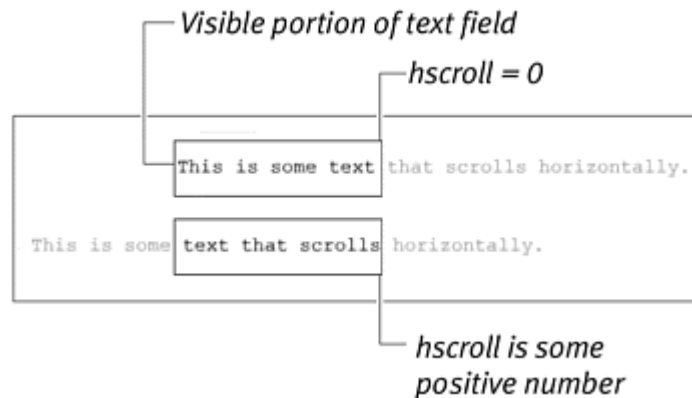 Visible portion of text field
hscroll = 0
This is some text that scrolls horizontally.
This is some text that scrolls horizontally.
hscroll is some
positive number